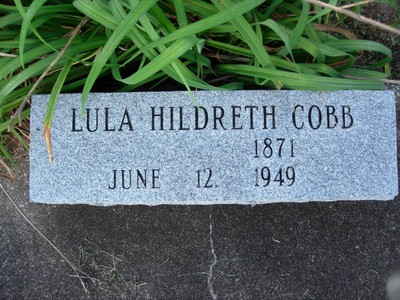 LULA HILDRETH COBB
1871
JUNE 12. 1949